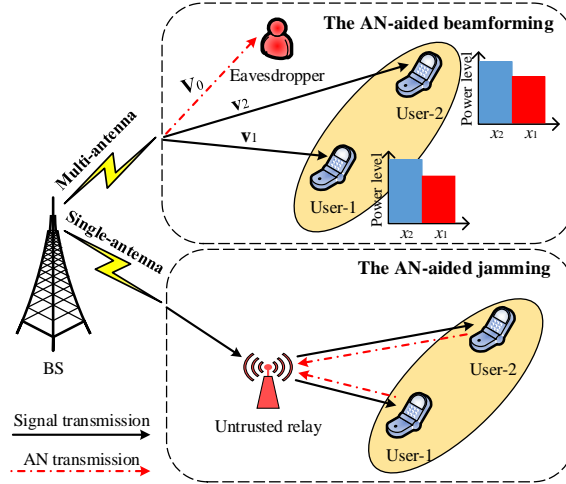 The AN-aided beamforming
Eavesdropper
V0
v2
v1
User-2
User-1
Power level
x2 x1
Power level
x2 x1
Multi-antenna
Single-antenna
BS
The AN-aided jamming
User-2
User-1
Untrusted relay
Signal transmission
AN transmission